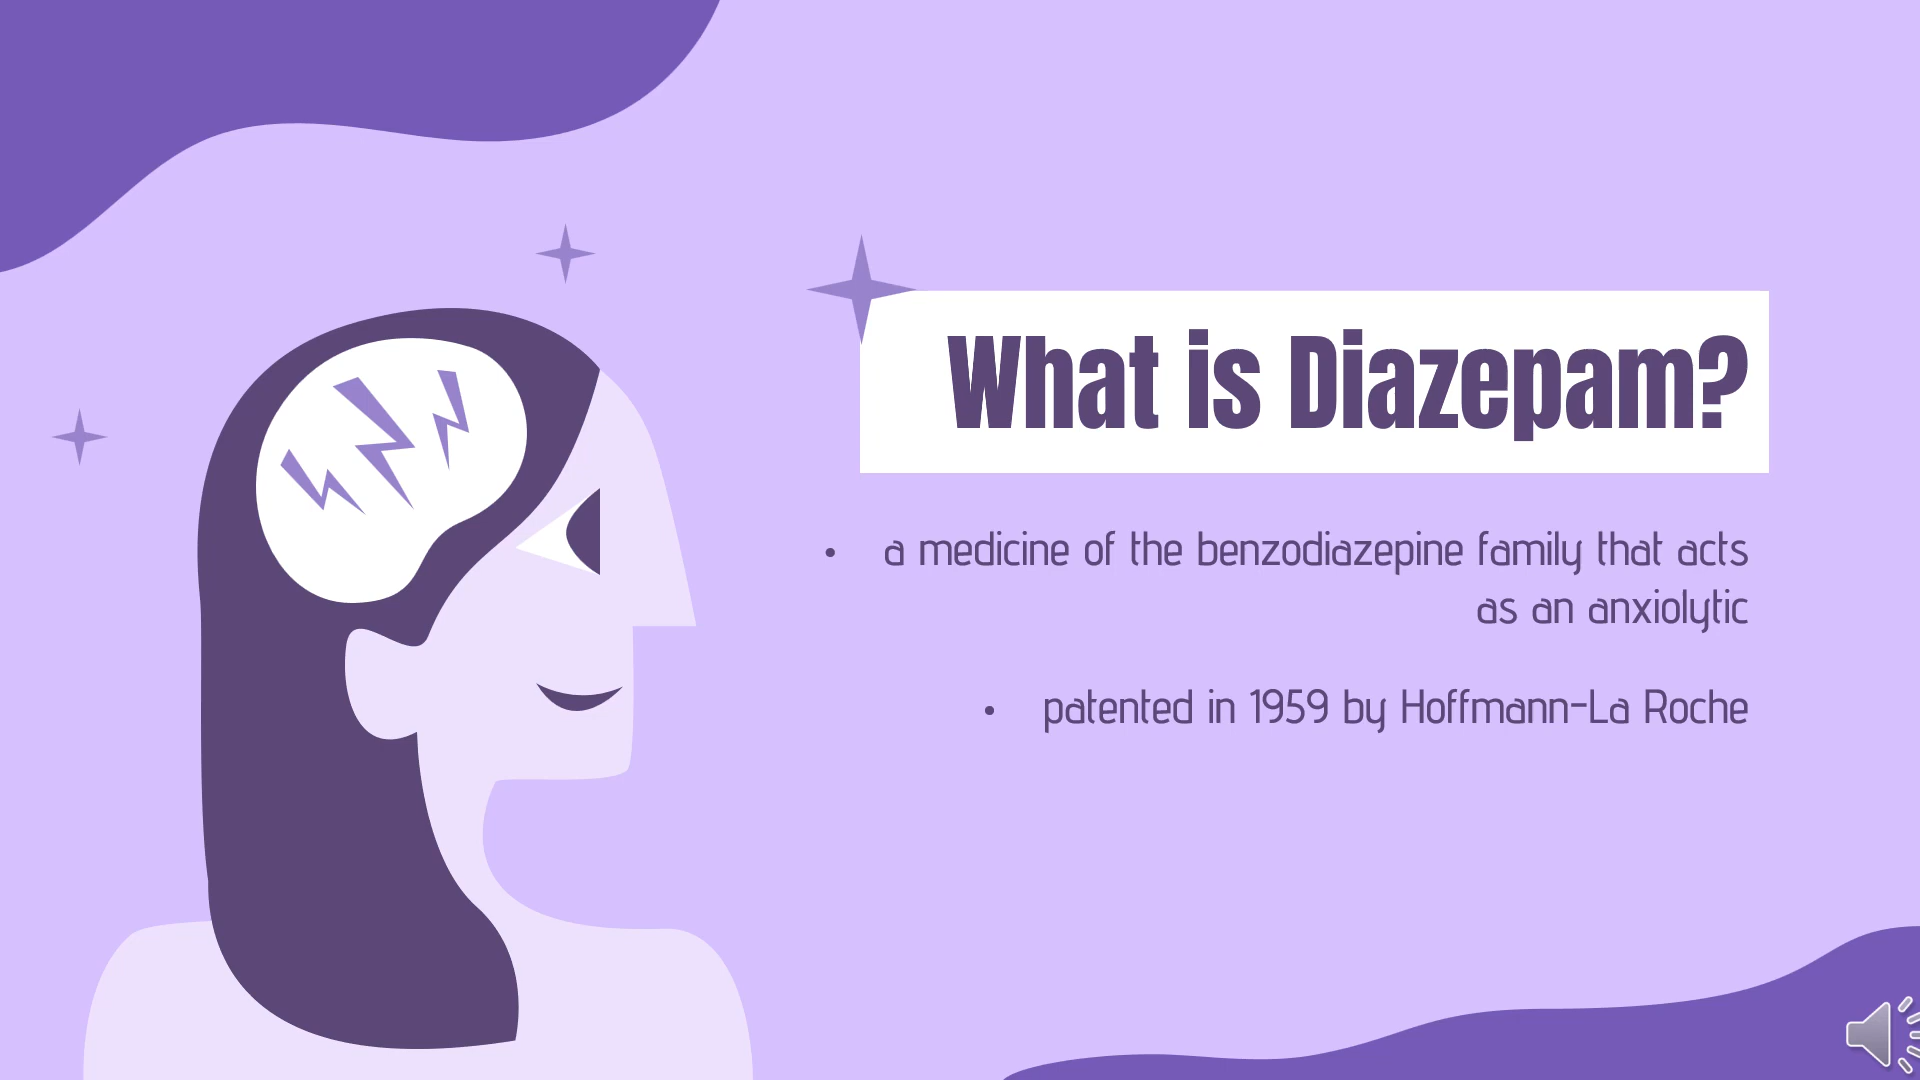 What is Diazepam?
• a medicine of the benzodiazepine family that acts
as an anxiolytic
• patented in 1959 by Hoffmann-La Roche